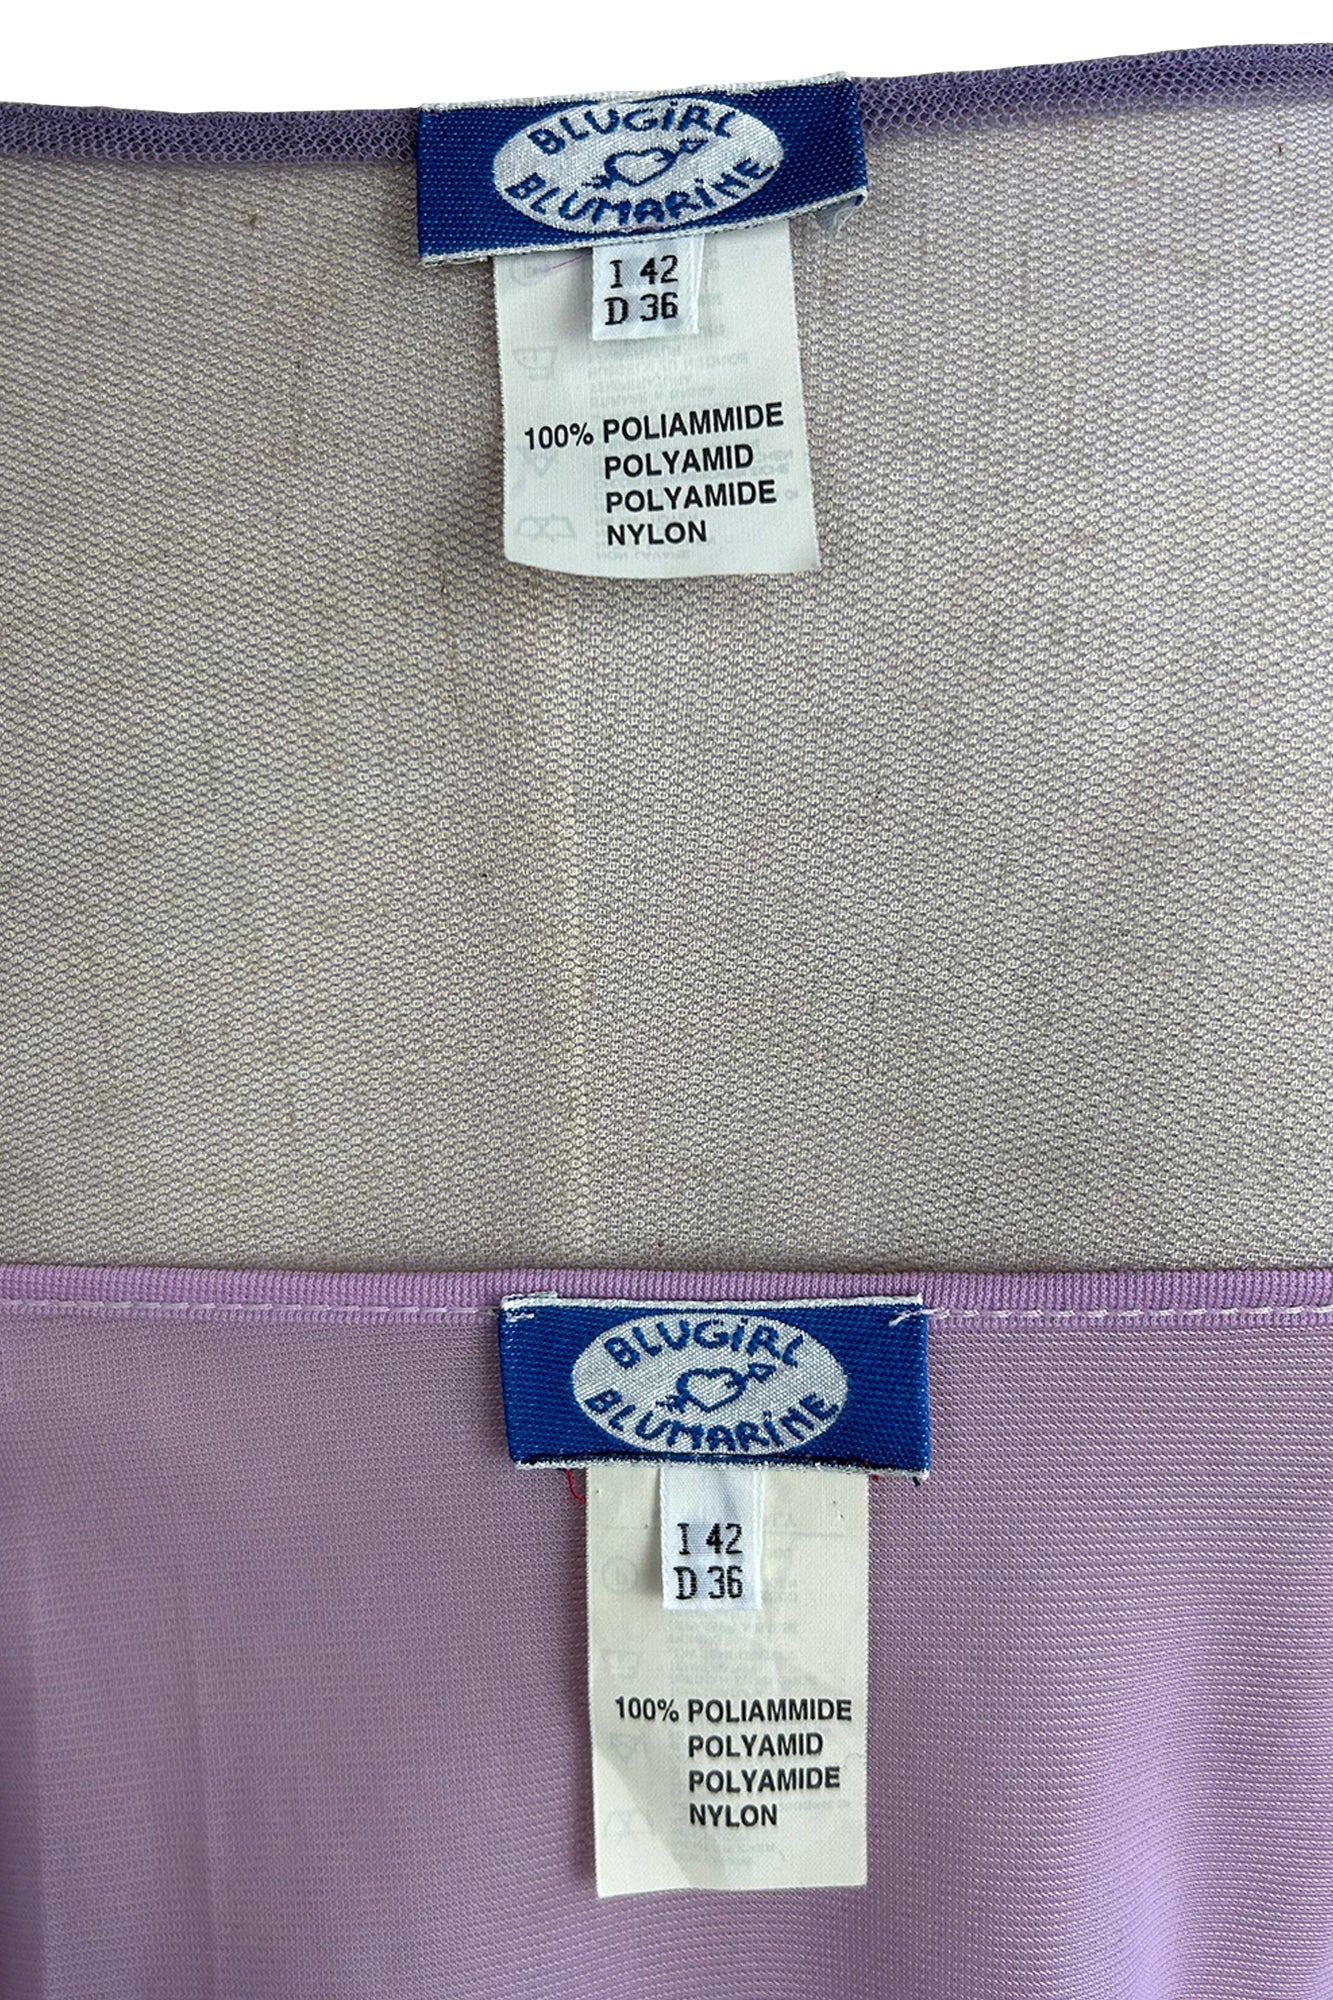 BLUGiRL
BLUMARiNE
I 42
D 36
100% POLIAMMIDE
POLYAMID
POLYAMIDE
NYLON
BLUGiRL
BLUMARiNE
I 42
D 36
100% POLIAMMIDE
POLYAMID
POLYAMIDE
NYLON